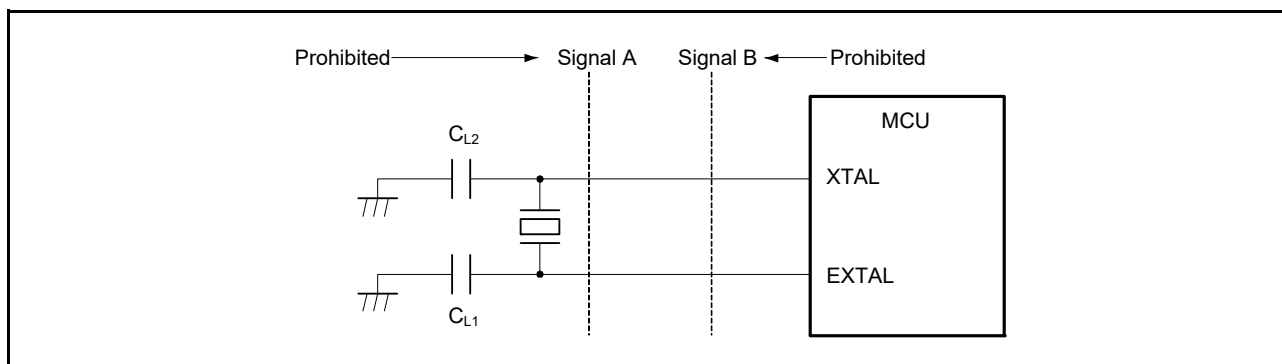 Prohibited Signal A Signal B Prohibited
MCU
CL2
XTAL
EXTAL
CL1